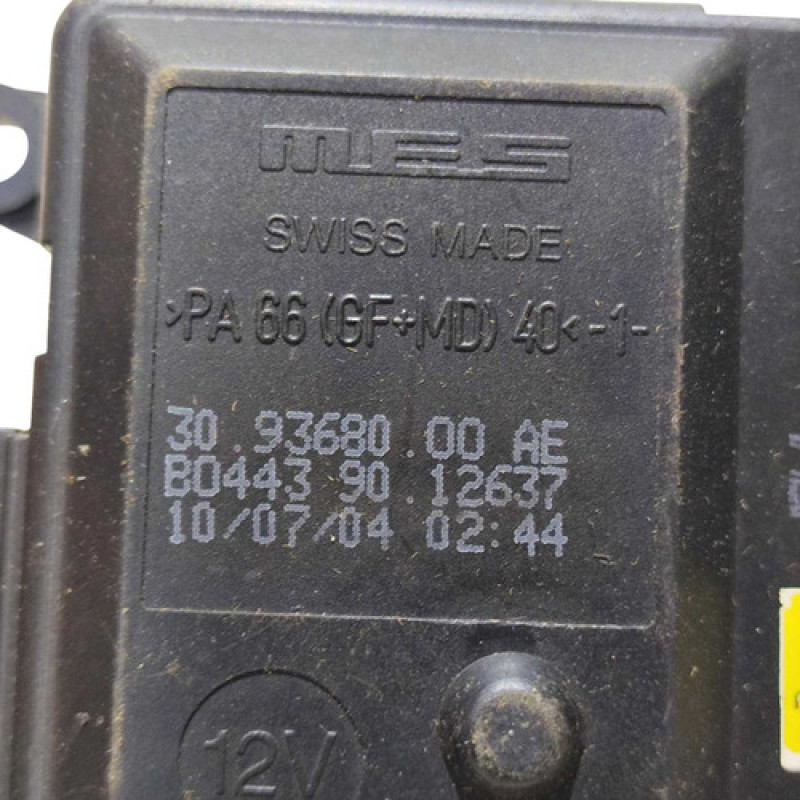 MES
SWISS MADE
>PA 66 (GF+MD) 40<-1-
30.93680.00 AE
B0443 90.12637
10/07/04 02:44
12V